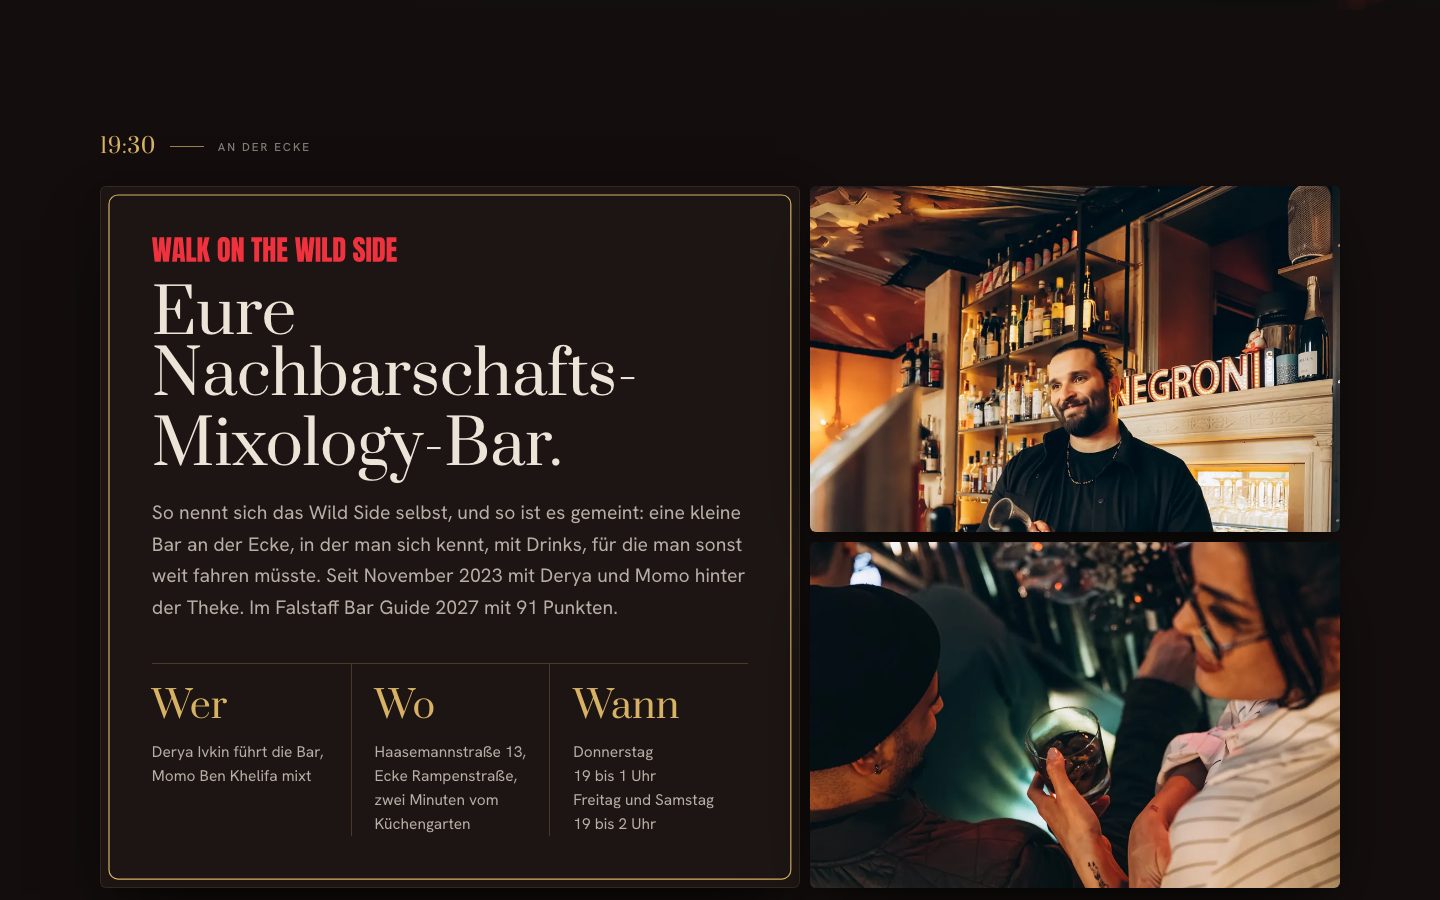 19:30
AN DER ECKE
WALK ON THE WILD SIDE
Eure
Nachbarschafts-
Mixology-Bar.
So nennt sich das Wild Side selbst, und so ist es gemeint: eine kleine
Bar an der Ecke, in der man sich kennt, mit Drinks, für die man sonst
weit fahren müsste. Seit November 2023 mit Derya und Momo hinter
der Theke. Im Falstaff Bar Guide 2027 mit 91 Punkten.
Wer
Derya Ivkin führt die Bar,
Momo Ben Khelifa mixt
Wo
Haasemannstraße 13,
Ecke Rampenstraße,
zwei Minuten vom
Küchengarten
Wann
Donnerstag
19 bis 1 Uhr
Freitag und Samstag
19 bis 2 Uhr
NEGRONI